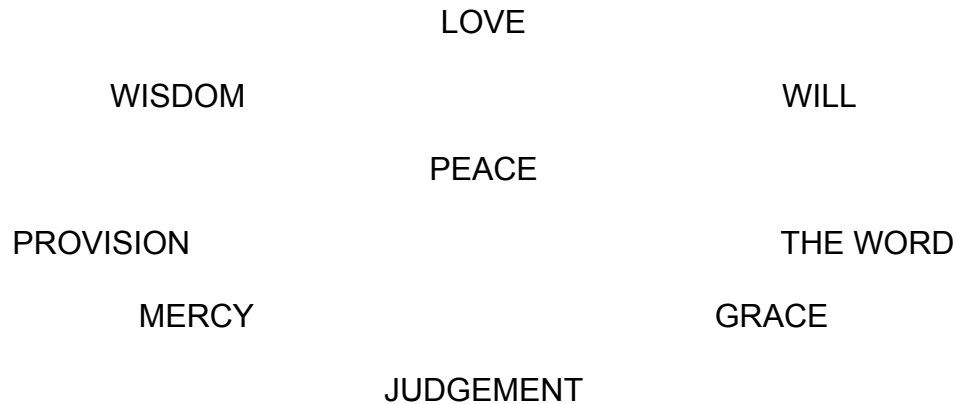 LOVE
WISDOM WILL
PEACE
PROVISION THE WORD
MERCY GRACE
JUDGEMENT